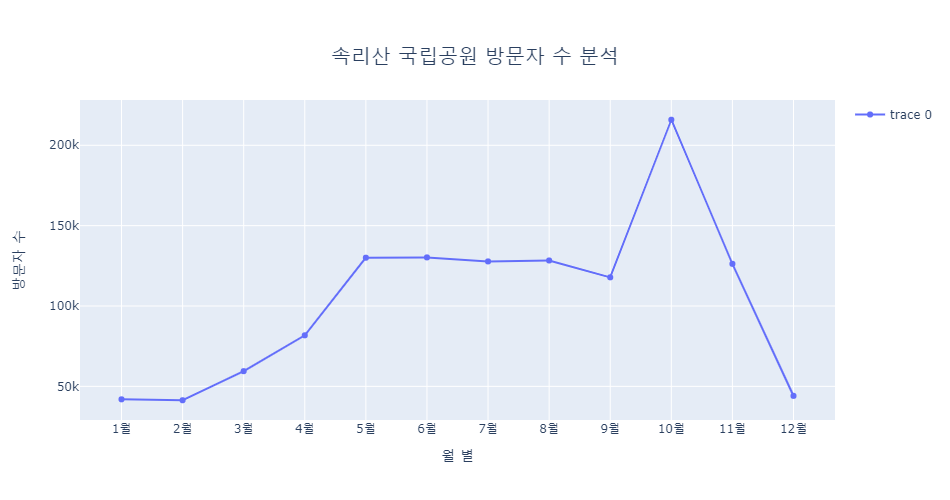 속리산 국립공원 방문자 수 분석
trace 0
200k
150k
100k
50k
방문자 수
1월 2월 3월 4월 5월 6월 7월 8월 9월 10월 11월 12월
월 별